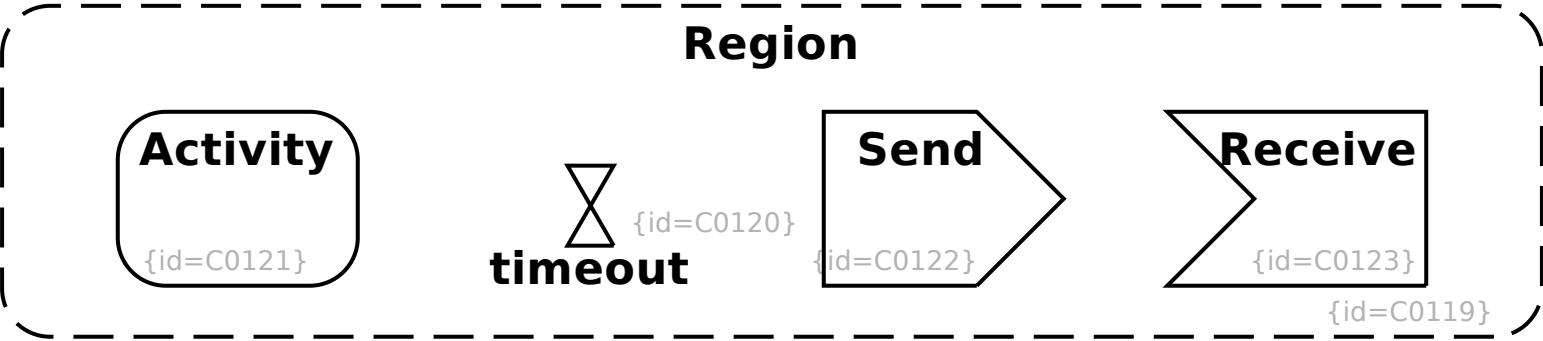 Region
Activity
{id=C0121}
{id=C0120}
timeout
Send
{id=C0122}
Receive
{id=C0123}
{id=C0119}